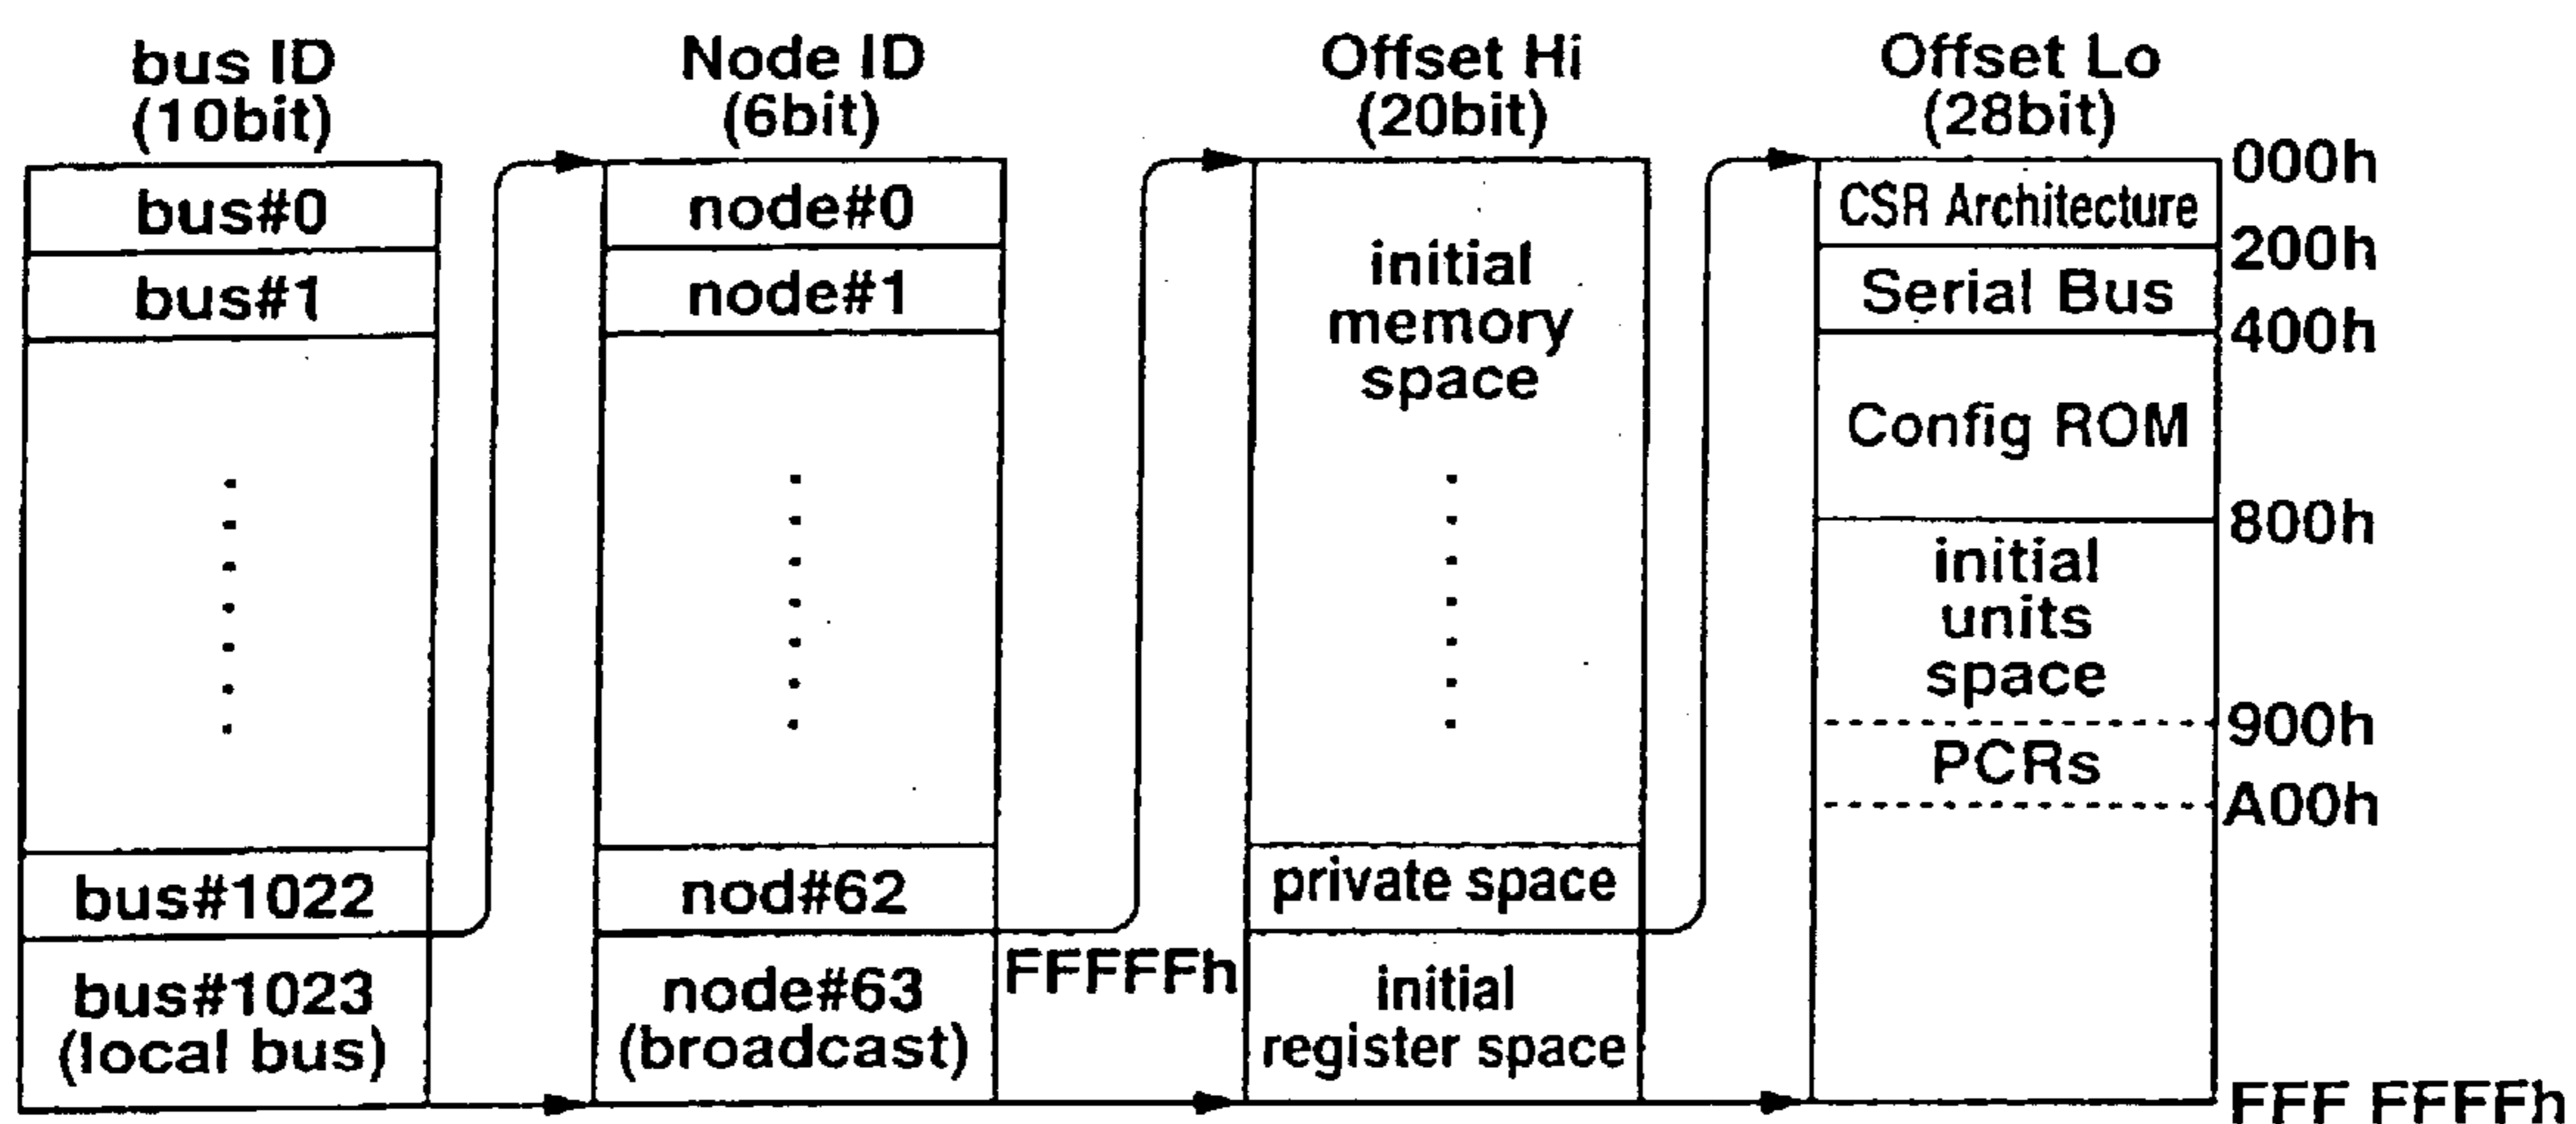 bus ID
(10bit)
bus#0
bus#1
bus#1022
bus#1023
(local bus)
Node ID
(6bit)
node#0
node#1
nod#62
node#63
(broadcast)
FFFFFh
Offset Hi
(20bit)
initial
memory
space
private space
initial
register space
Offset Lo
(28bit)
CSR Architecture
Serial Bus
Config ROM
initial
units
space
PCRs
000h
200h
400h
800h
900h
A00h
FFF FFFFh